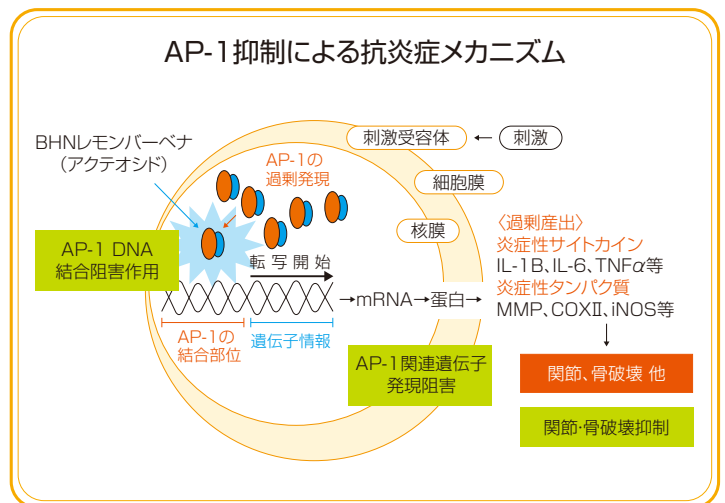 AP-1抑制による抗炎症メカニズム
BHNレモンバーベナ
（アクテオシド）
AP-1の
過剰発現
刺激受容体
刺激
細胞膜
核膜
AP-1 DNA
結合阻害作用
転写開始
→mRNA→蛋白→
AP-1の
結合部位
遺伝子情報
AP-1関連遺伝子
発現阻害
〈過剰産出〉
炎症性サイトカイン
IL-1B、IL-6、TNFα等
炎症性タンパク質
MMP、COXⅡ、iNOS等
関節、骨破壊 他
関節・骨破壊抑制